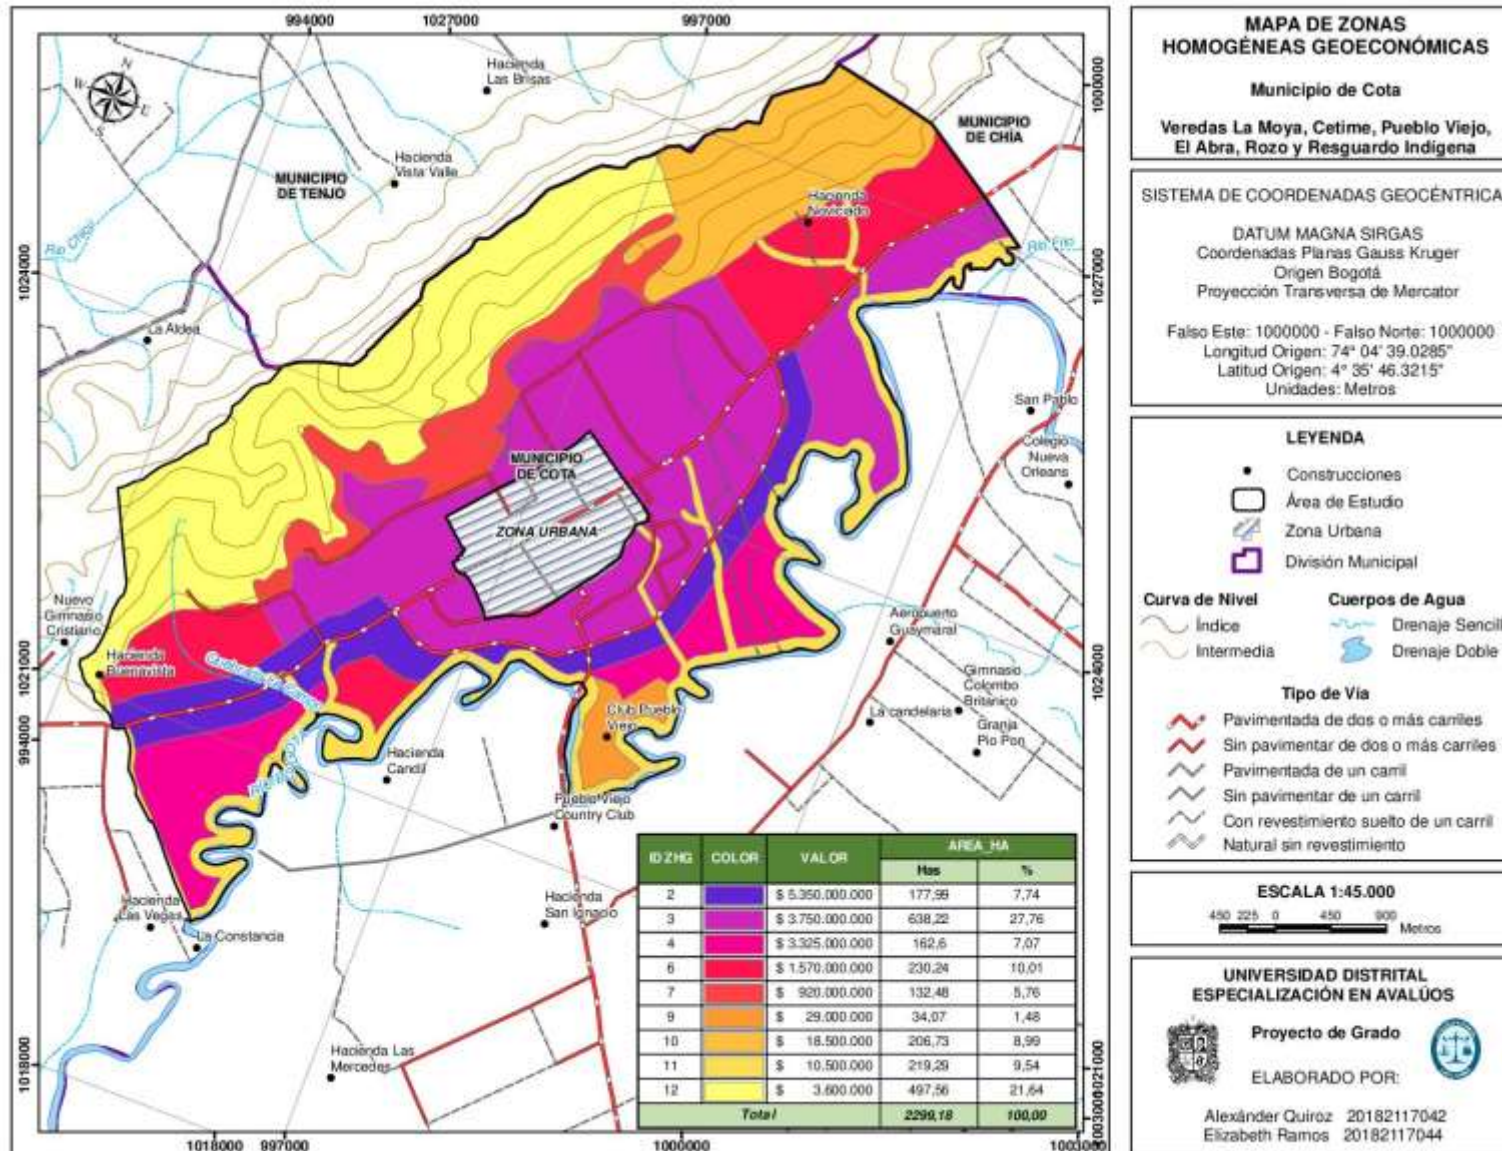 994000
1027000
997000
MAPA DE ZONAS
HOMOGÉNEAS GEOECONÓMICAS
Municipio de Cota
Veredas La Moya, Cetime, Pueblo Viejo,
El Abra, Rozo y Resguardo Indígena
SISTEMA DE COORDENADAS GEOCÉNTRICA
DATUM MAGNA SIRGAS
Coordenadas Planas Gauss Kruger
Origen Bogotá
Proyección Transversa de Mercator
Falso Este: 1000000 - Falso Norte: 1000000
Longitud Origen: 74° 04' 39.0285"
Latitud Origen: 4° 35' 46.3215"
Unidades: Metros
LEYENDA
Construcciones
Área de Estudio
Zona Urbana
División Municipal
Curva de Nivel
Índice
Intermedia
Cuerpos de Agua
Drenaje Sencill
Drenaje Doble
Tipo de Vía
Pavimentada de dos o más carriles
Sin pavimentar de dos o más carriles
Pavimentada de un carril
Sin pavimentar de un carril
Con revestimiento suelto de un carril
Natural sin revestimiento
ESCALA 1:45.000
450 225 0 450 900
Metros
UNIVERSIDAD DISTRITAL
ESPECIALIZACIÓN EN AVALÚOS
Proyecto de Grado
ELABORADO POR:
Alexánder Quiroz 20182117042
Elizabeth Ramos 20182117044
N
W
E
S
Hacienda
Las Brisas
Hacienda
Vista Valle
MUNICIPIO
DE TENJO
MUNICIPIO
DE CHÍA
Hacienda
Noviciado
Río Chicú
Río Frío
La Aldea
San Pablo
Colegio
Nueva
Orleans
MUNICIPIO
DE COTA
ZONA URBANA
Nuevo
Gimnasio
Cristiano
Hacienda
Buenavista
Aeropuerto
Guaymaral
Gimnasio
Colombo
Británico
La candelaria
Granja
Pio Pon
Club Pueblo
Viejo
Hacienda
Candil
Pueblo Viejo
Country Club
Hacienda
Las Vegas
La Constancia
Hacienda
San Ignacio
Hacienda Las
Mercedes
1024000
1021000
994000
1018000
1000000
1027000
1024000
1021000
1018000
997000
1000000
1003000
ID ZHG COLOR VALOR AREA_HA
Has %
2 $ 5.350.000.000 177,99 7,74
3 $ 3.750.000.000 638,22 27,76
4 $ 3.325.000.000 162,6 7,07
6 $ 1.570.000.000 230,24 10,01
7 $ 920.000.000 132,48 5,76
9 $ 29.000.000 34,07 1,48
10 $ 18.500.000 206,73 8,99
11 $ 10.500.000 219,29 9,54
12 $ 3.600.000 497,56 21,64
Total 2299,18 100,00